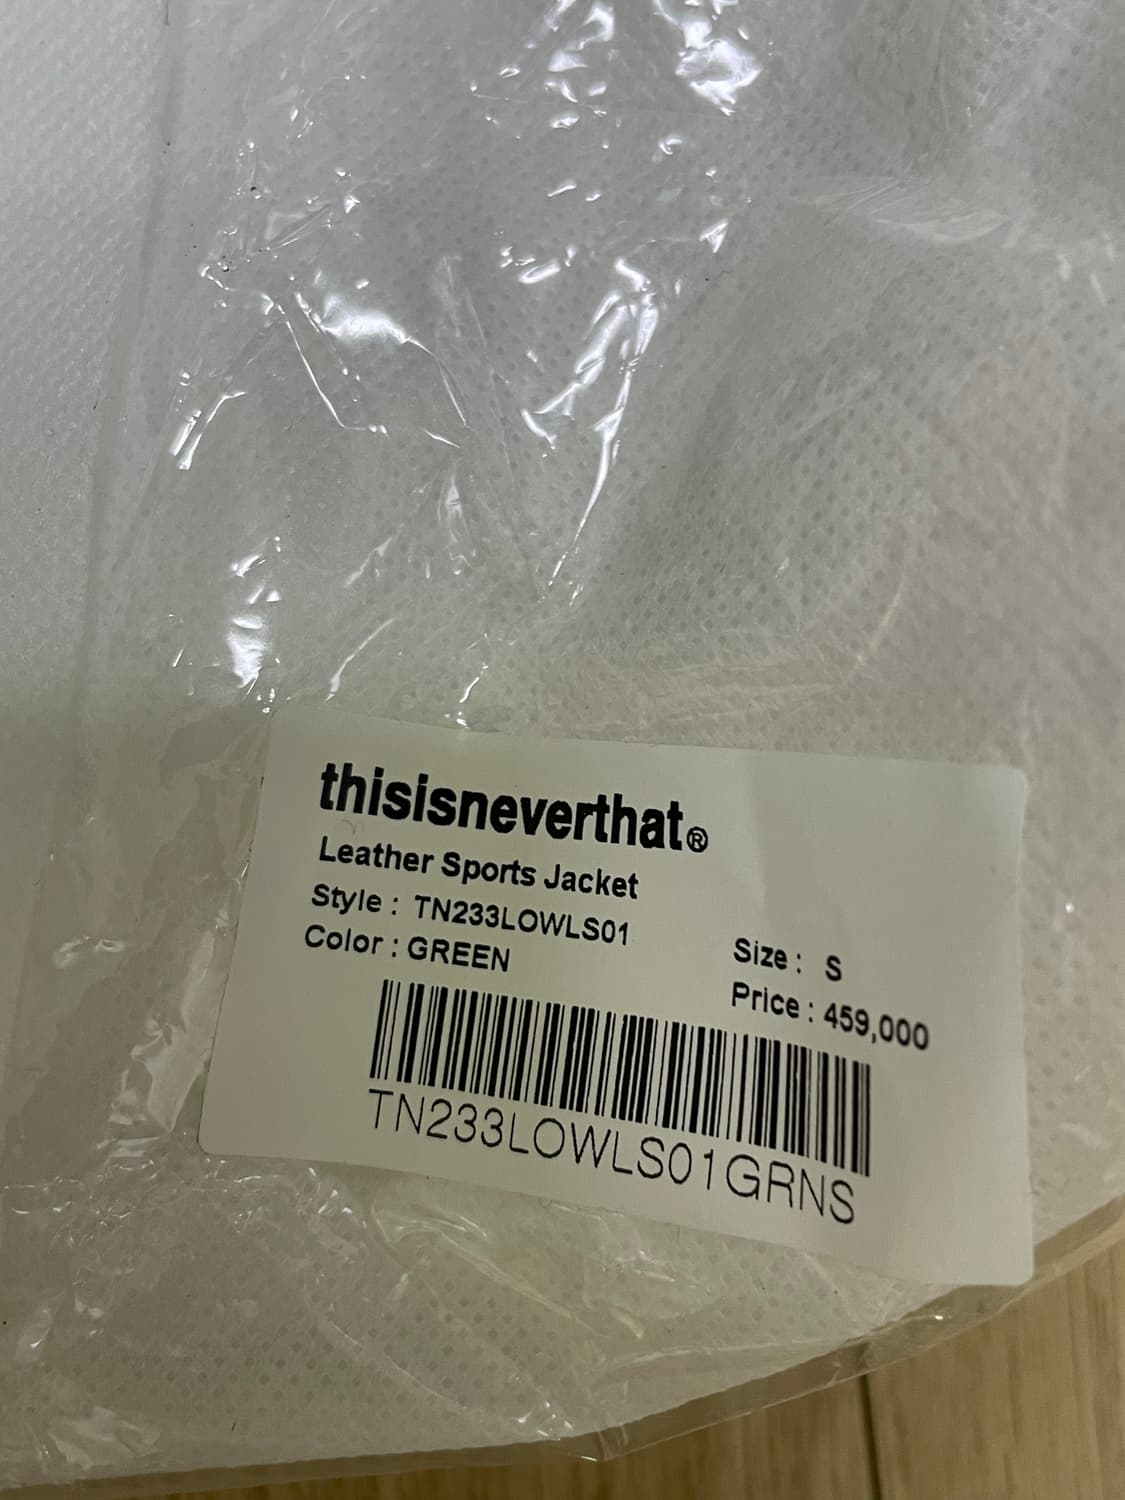 thisisneverthat®
Leather Sports Jacket
Style : TN233LOWLS01
Color : GREEN
Size : S
Price : 459,000
TN233LOWLS01GRNS